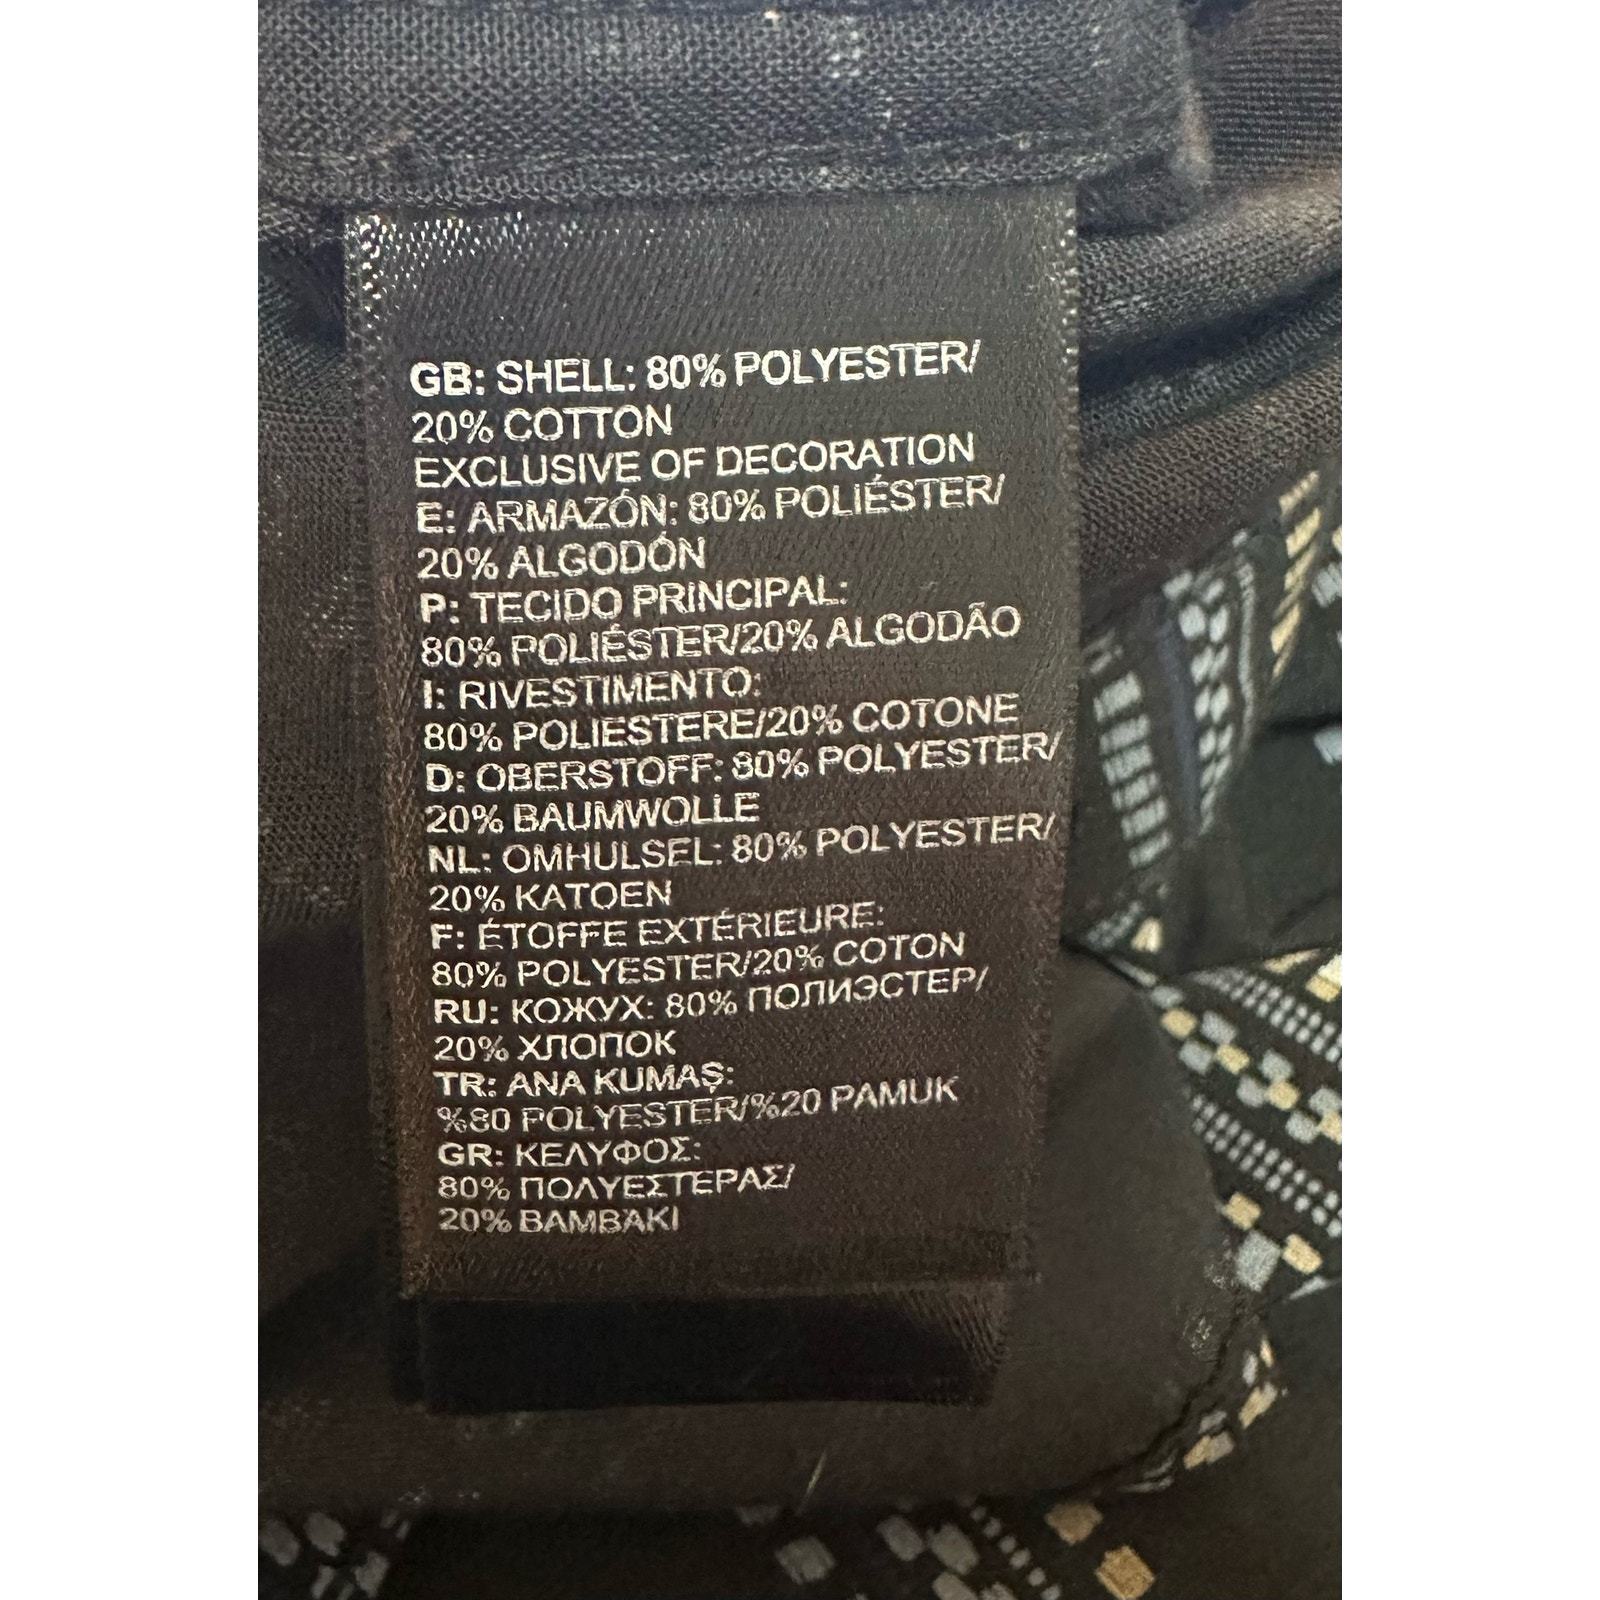 GB: SHELL: 80% POLYESTER/
20% COTTON
EXCLUSIVE OF DECORATION
E: ARMAZÓN: 80% POLIÉSTER/
20% ALGODÓN
P: TECIDO PRINCIPAL:
80% POLIÉSTER/20% ALGODÃO
I: RIVESTIMENTO:
80% POLIESTERE/20% COTONE
D: OBERSTOFF: 80% POLYESTER/
20% BAUMWOLLE
NL: OMHULSEL: 80% POLYESTER/
20% KATOEN
F: ÉTOFFE EXTÉRIEURE:
80% POLYESTER/20% COTON
RU: КОЖУХ: 80% ПОЛИЭСТЕР/
20% ХЛОПОК
TR: ANA KUMAŞ:
%80 POLYESTER/%20 PAMUK
GR: ΚΕΛΥΦΟΣ:
80% ΠΟΛΥΕΣΤΕΡΑΣ/
20% ΒΑΜΒΑΚΙ